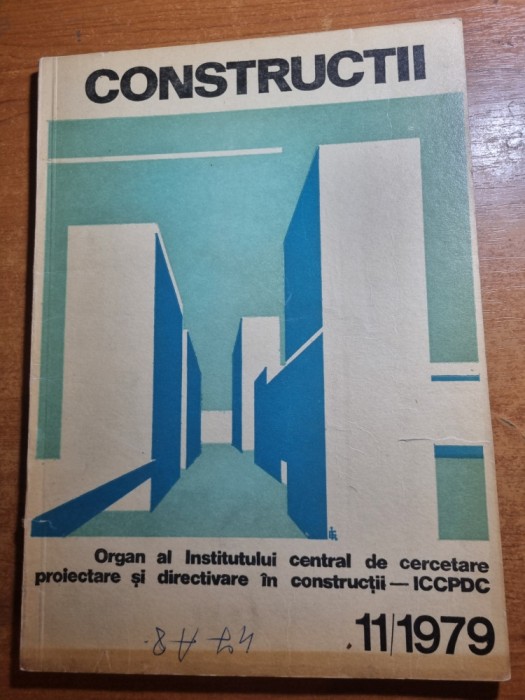 CONSTRUCTII
Organ al Institutului central de cercetare
proiectare și directivare în construcții — ICCPDC
11/1979